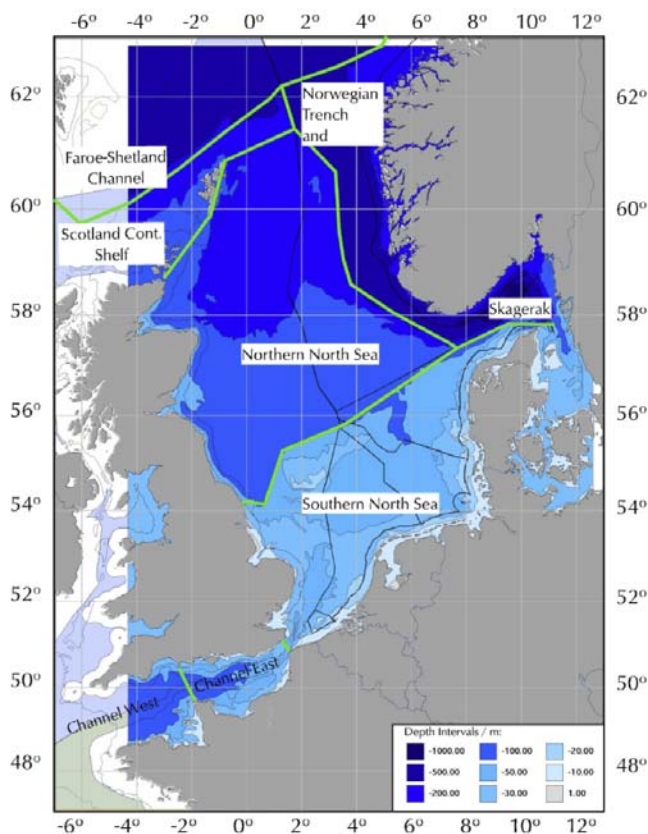 -6° -4° -2° 0° 2° 4° 6° 8° 10° 12°
62° 62°
Norwegian
Trench
and
Faroe-Shetland
Channel
60° 60°
Scotland Cont.
Shelf
58° 58°
Skagerak
Northern North Sea
56° 56°
54° 54°
Southern North Sea
52° 52°
Channel East
50° 50°
Channel West
Depth Intervals / m:
-1000.00 -100.00 -20.00
-500.00 -50.00 -10.00
-200.00 -30.00 1.00
48° 48°
-6° -4° -2° 0° 2° 4° 6° 8° 10° 12°